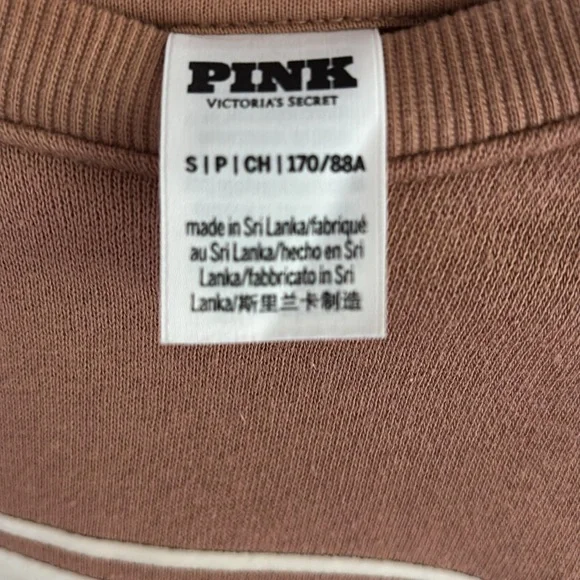 PINK
VICTORIA'S SECRET
S | P | CH | 170/88A
made in Sri Lanka/fabriqué
au Sri Lanka/hecho en Sri
Lanka/fabbricato in Sri
Lanka/斯里兰卡制造